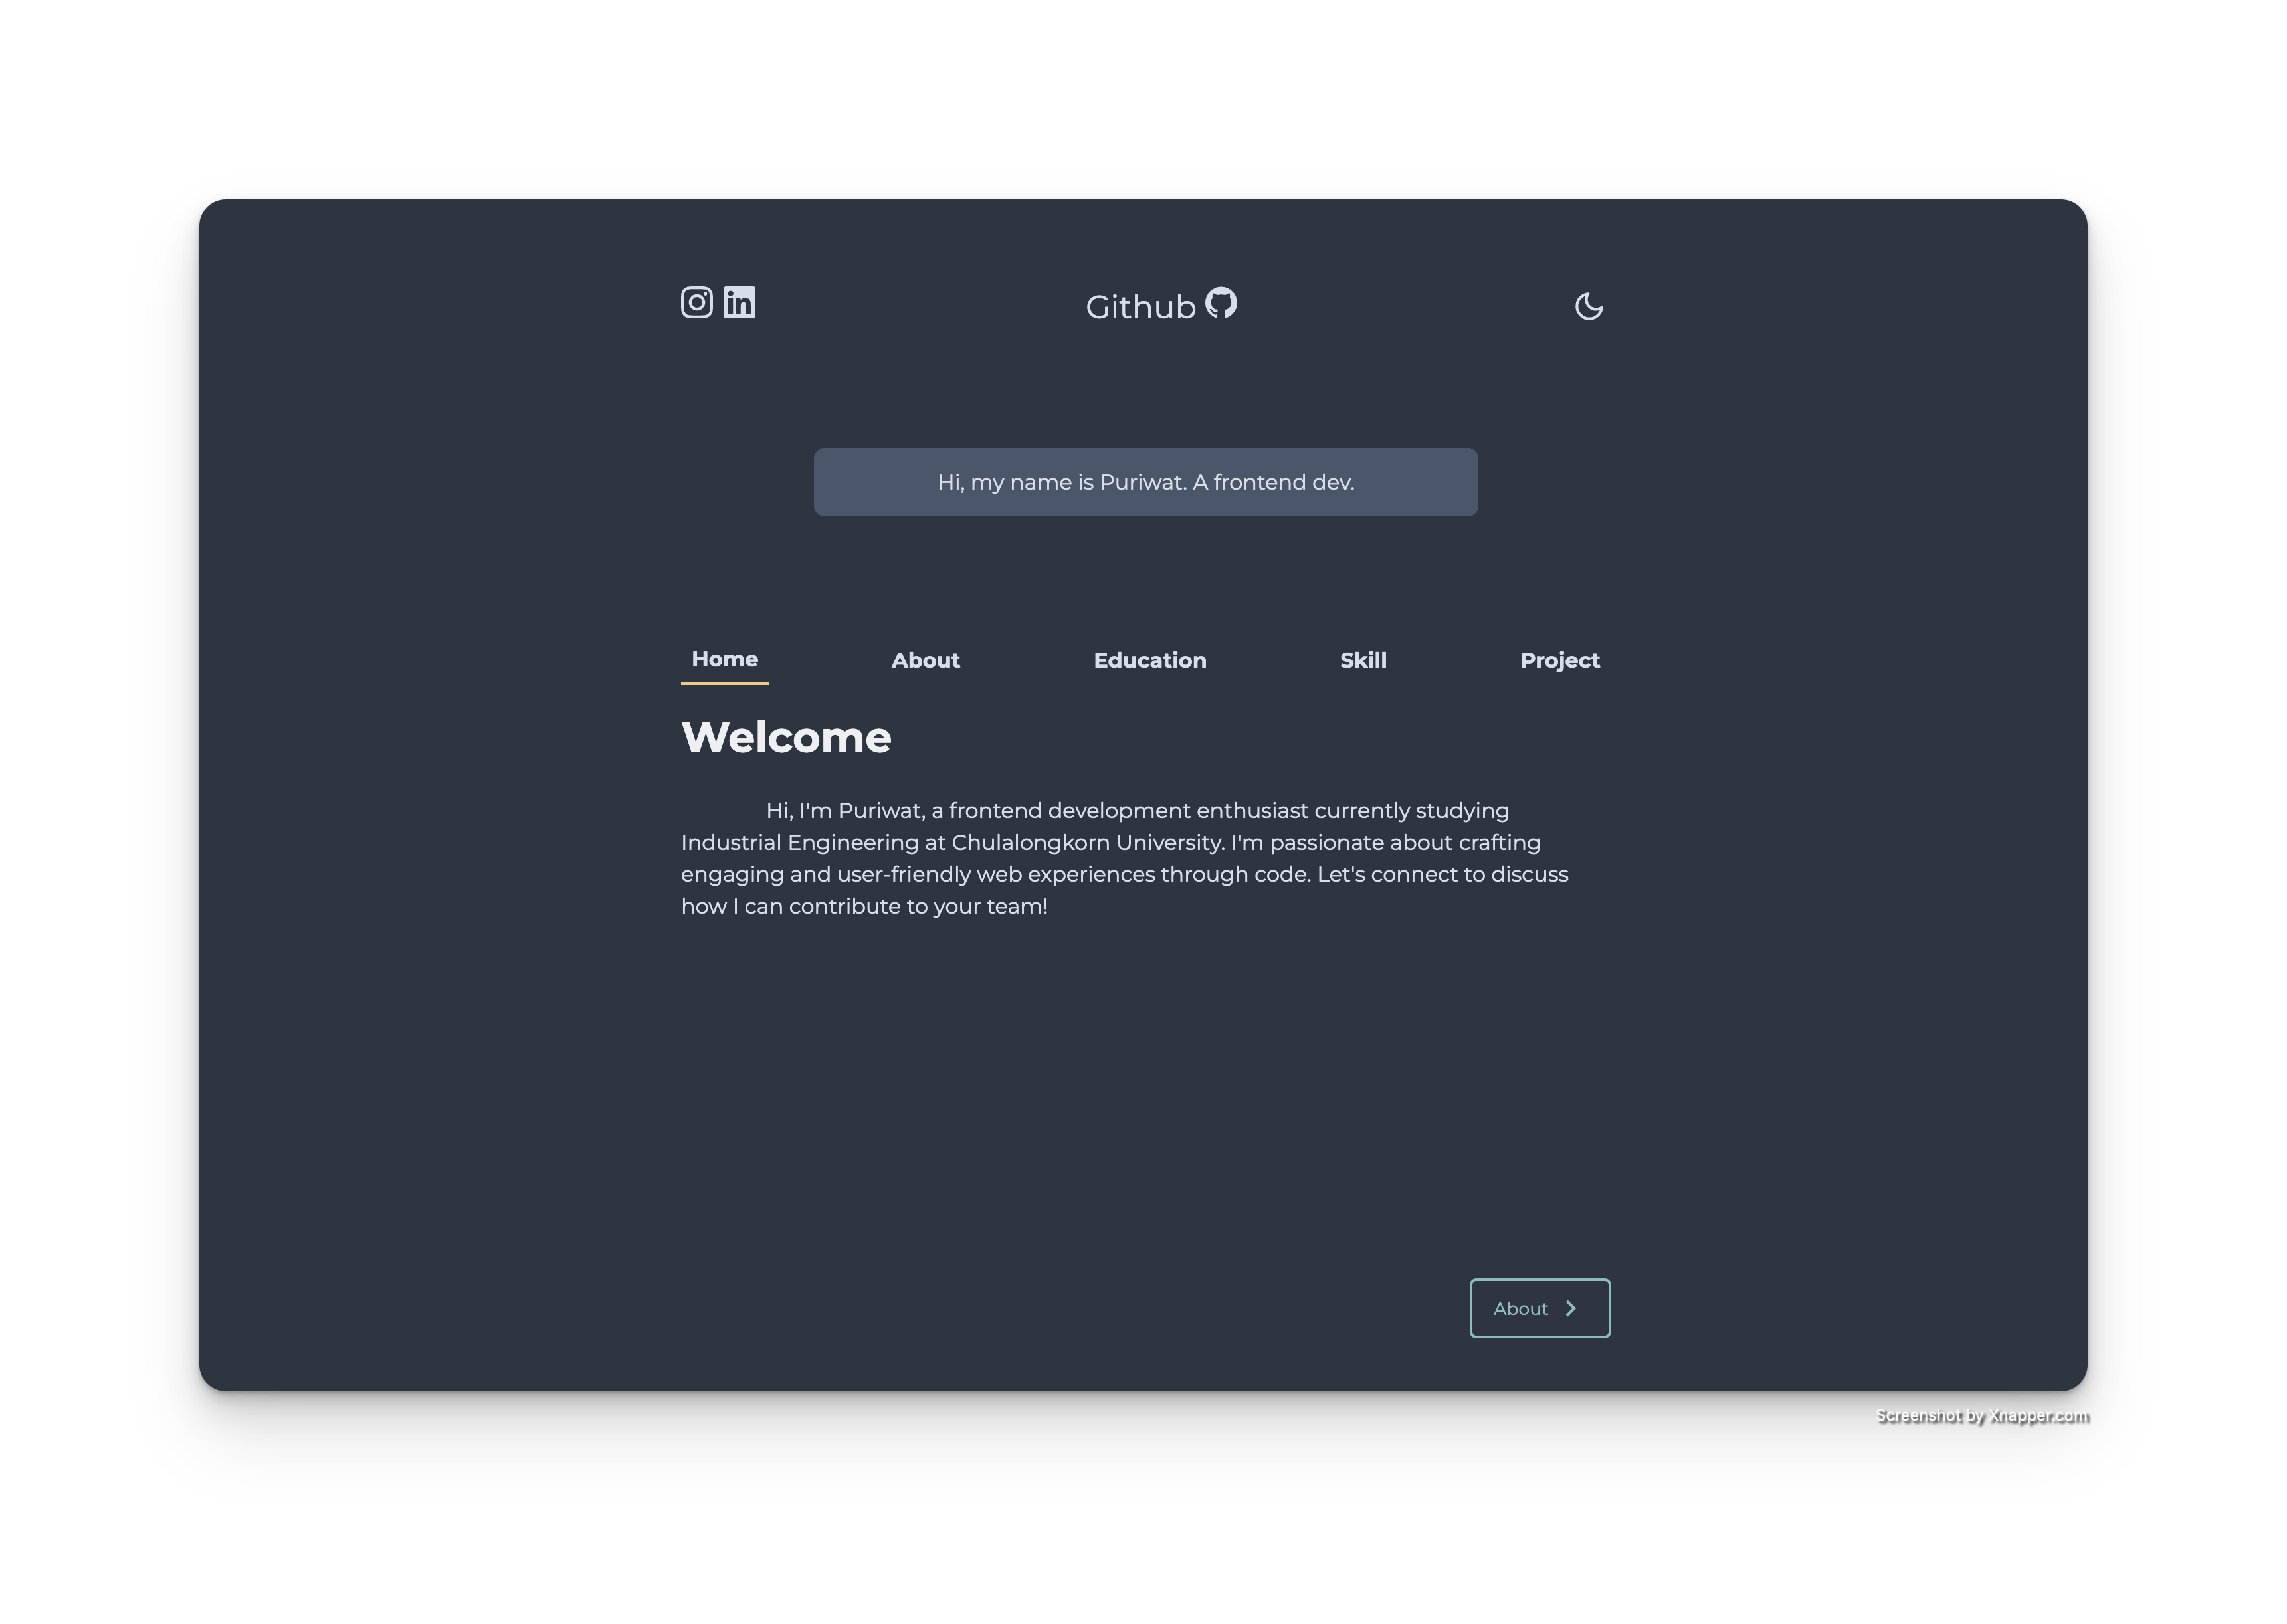 Github
Hi, my name is Puriwat. A frontend dev.
Home About Education Skill Project
Welcome
Hi, I'm Puriwat, a frontend development enthusiast currently studying
Industrial Engineering at Chulalongkorn University. I'm passionate about crafting
engaging and user-friendly web experiences through code. Let's connect to discuss
how I can contribute to your team!
About
Screenshot by Xnapper.com